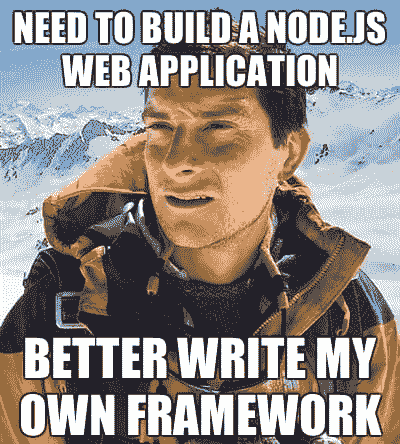 NEED TO BUILD A NODE.JS
WEB APPLICATION
BETTER WRITE MY
OWN FRAMEWORK